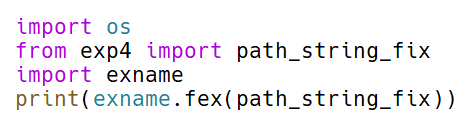 import os
from exp4 import path_string_fix
import exname
print(exname.fex(path_string_fix))